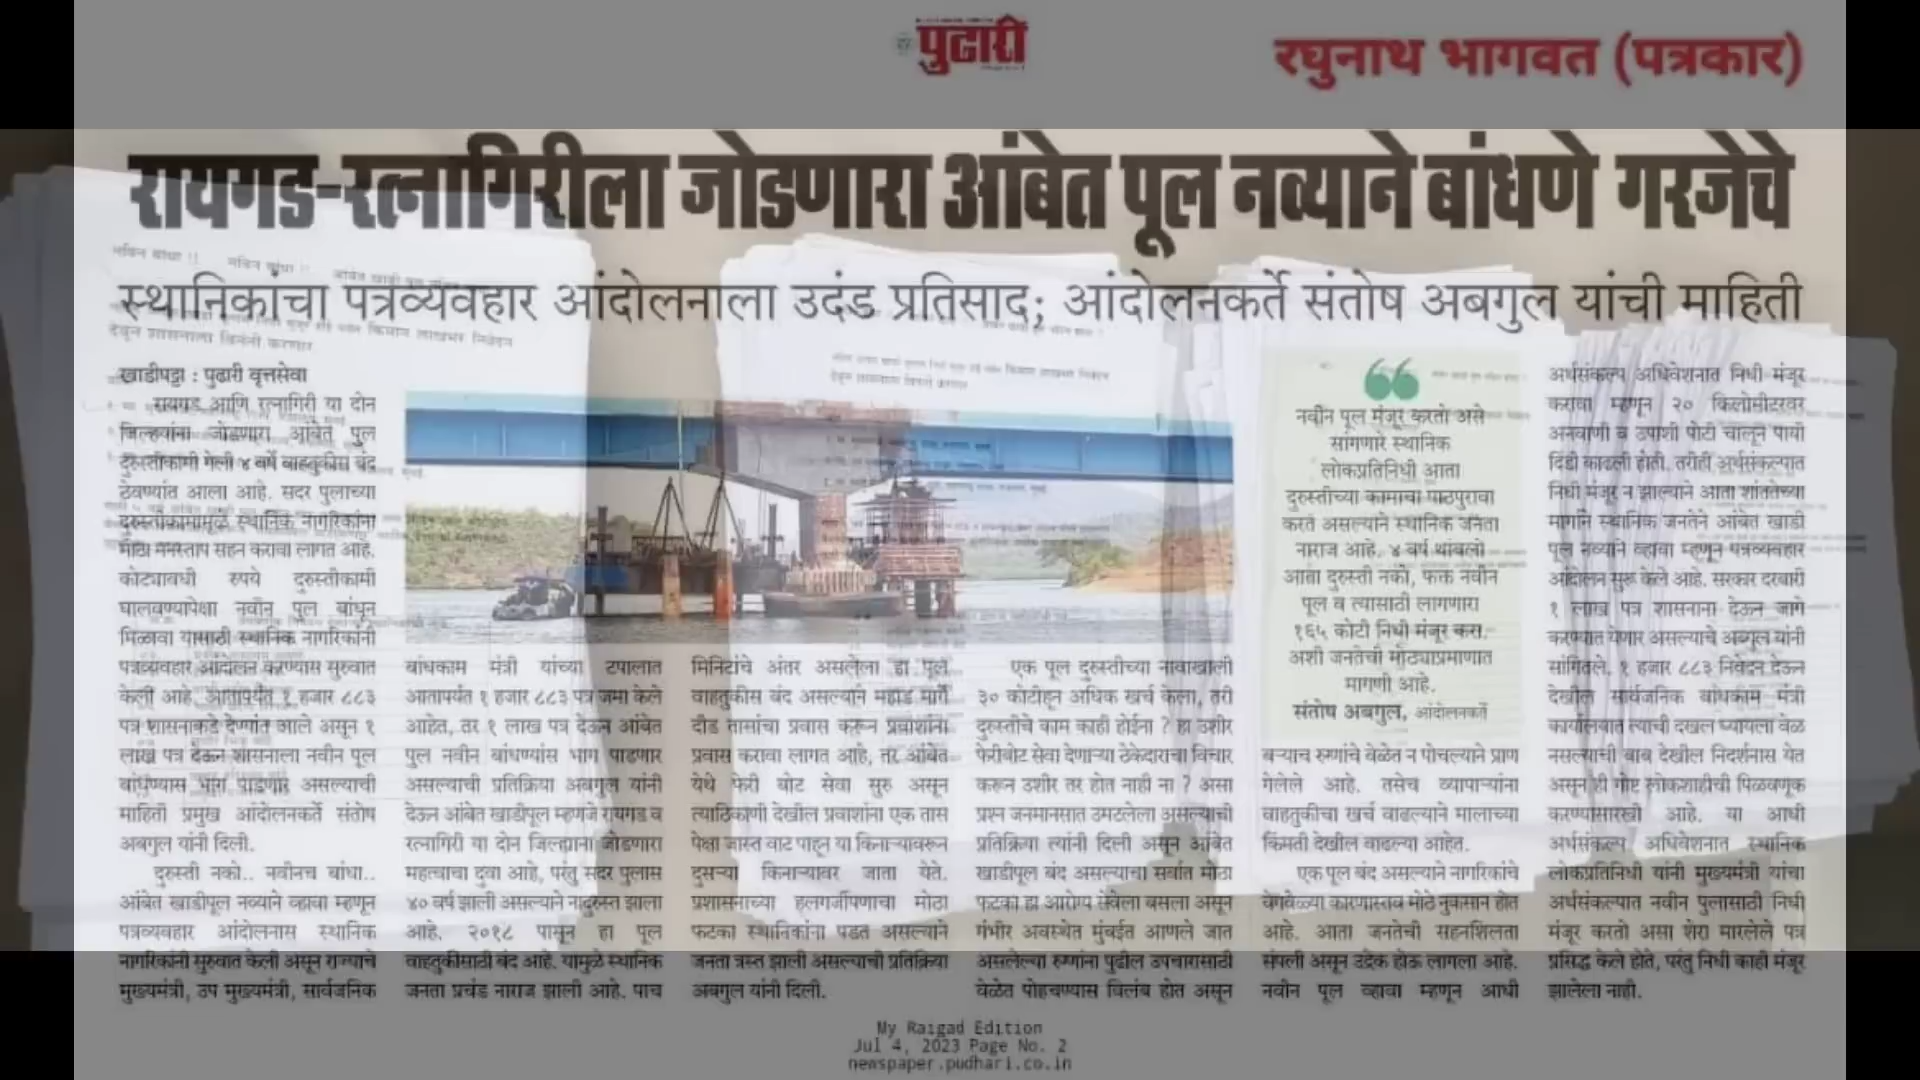 पुढारी
रघुनाथ भागवत (पत्रकार)
रायगड-रत्नागिरीला जोडणारा आंबेत पूल नव्याने बांधणे गरजेचे
स्थानिकांचा पत्रव्यवहार आंदोलनाला उदंड प्रतिसाद; आंदोलनकर्ते संतोष अबगुल यांची माहिती
खाडीपट्टा : पुढारी वृत्तसेवा
रायगड आणि रत्नागिरी या दोन
जिल्हयांना जोडणारा आंबेत पुल
दुरुस्तीकामी गेली ४ वर्षे वाहतुकीस बंद
ठेवण्यांत आला आहे. सदर पुलाच्या
दुरुस्तीकामामुळे स्थानिक नागरिकांना
मोठा मनस्ताप सहन करावा लागत आहे.
कोट्यावधी रुपये दुरुस्तीकामी
घालवण्यापेक्षा नवीन पूल बांधून
मिळावा यासाठी स्थानिक नागरिकांनी
पत्रव्यवहार आंदोलन करण्यास सुरुवात
केली आहे. आतापर्यंत १ हजार ८८३
पत्र शासनाकडे देण्यांत आले असून १
लाख पत्र देऊन शासनाला नवीन पूल
बांधण्यास भाग पाडणार असल्याची
माहिती प्रमुख आंदोलनकर्ते संतोष
अबगुल यांनी दिली.
दुरुस्ती नको.. नवीनच बांधा..
आंबेत खाडीपूल नव्याने व्हावा म्हणून
पत्रव्यवहार आंदोलनास स्थानिक
नागरिकांनी सुरुवात केली असून राज्याचे
मुख्यमंत्री, उप मुख्यमंत्री, सार्वजनिक
बांधकाम मंत्री यांच्या टपालात
आतापर्यंत १ हजार ८८३ पत्र जमा केले
आहेत, तर १ लाख पत्र देऊन आंबेत
पुल नवीन बांधण्यांस भाग पाडणार
असल्याची प्रतिक्रिया अबगुल यांनी
देऊन आंबेत खाडीपूल म्हणजे रायगड व
रत्नागिरी या दोन जिल्ह्याना जोडणारा
महत्वाचा दुवा आहे, परंतु सदर पुलास
४० वर्ष झाली असल्याने नादुरुस्त झाला
आहे. २०१८ पासून हा पूल
वाहतुकीसाठी बंद आहे. यामुळे स्थानिक
जनता प्रचंड नाराज झाली आहे. पाच
मिनिटांचे अंतर असलेला हा पूल
वाहतुकीस बंद असल्याने महाड मार्गे
दीड तासांचा प्रवास करून प्रवाशांना
प्रवास करावा लागत आहे, तर आंबेत
येथे फेरी बोट सेवा सुरु असून
त्याठिकाणी देखील प्रवाशांना एक तास
पेक्षा जास्त वाट पाहून या किनाऱ्यावरून
दुसऱ्या किनाऱ्यावर जाता येते.
प्रशासनाच्या हलगर्जीपणाचा मोठा
फटका स्थानिकांना पडत असल्याने
जनता त्रस्त झाली असल्याची प्रतिक्रिया
अबगुल यांनी दिली.
एक पूल दुरुस्तीच्या नावाखाली
३० कोटीहून अधिक खर्च केला, तरी
दुरुस्तीचे काम काही होईना ? हा उशीर
फेरीबोट सेवा देणाऱ्या ठेकेदाराचा विचार
करून उशीर तर होत नाही ना ? असा
प्रश्न जनमानसात उमटलेला असल्याची
प्रतिक्रिया त्यांनी दिली असून आंबेत
खाडीपूल बंद असल्याचा सर्वात मोठा
फटका हा आरोग्य सेवेला बसला असून
गंभीर अवस्थेत मुंबईत आणले जात
असलेल्या रुग्णांना पुढील उपचारासाठी
वेळेत पोहचण्यास विलंब होत असून
नवीन पूल मंजूर करतो असे
सांगणारे स्थानिक
लोकप्रतिनिधी आता
दुरुस्तीच्या कामाचा पाठपुरावा
करते असल्याने स्थानिक जनता
नाराज आहे. ४ वर्ष थांबलो
आता दुरुस्ती नको, फक्त नवीन
पूल व त्यासाठी लागणारा
१६५ कोटी निधी मंजूर करा.
अशी जनतेची मोठ्याप्रमाणात
मागणी आहे.
संतोष अबगुल, आंदोलनकर्ते
बऱ्याच रुग्णांचे वेळेत न पोचल्याने प्राण
गेलेले आहे. तसेच व्यापाऱ्यांना
वाहतुकीचा खर्च वाढल्याने मालाच्या
किंमती देखील वाढल्या आहेत.
एक पूल बंद असल्याने नागरिकांचे
वेगवेळ्या कारणास्तव मोठे नुकसान होत
आहे. आता जनतेची सहनशिलता
संपली असून उद्रेक होऊ लागला आहे.
नवीन पूल व्हावा म्हणून आधी
अर्थसंकल्प अधिवेशनात निधी मंजूर
करावा म्हणून २० किलोमीटरवर
अनवाणी व उपाशी पोटी चालून पायी
दिंडी काढली होती. तरीही अर्थसंकल्पात
निधी मंजूर न झाल्याने आता शांततेच्या
मार्गाने स्थानिक जनतेने आंबेत खाडी
पूल नव्याने व्हावा म्हणून पत्रव्यवहार
आंदोलन सुरू केले आहे. सरकार दरबारी
१ लाख पत्र शासनाना देऊन जागे
करण्यात येणार असल्याचे अबगूल यांनी
सांगितले. १ हजार ८८३ निवेदन देऊन
देखील सार्वजनिक बांधकाम मंत्री
कार्यालयात त्याची दखल घ्यायला वेळ
नसल्याची बाब देखील निदर्शनास येत
असून ही गोष्ट लोकशाहीची पिळवणूक
करण्यासारखी आहे. या आधी
अर्थसंकल्प अधिवेशनात स्थानिक
लोकप्रतिनिधी यांनी मुख्यमंत्री यांचा
अर्थसंकल्पात नवीन पुलासाठी निधी
मंजूर करतो असा शेरा मारलेले पत्र
प्रसिद्ध केले होते, परंतु निधी काही मंजूर
झालेला नाही.
My Raigad Edition
Jul 4, 2023 Page No. 2
newspaper.pudhari.co.in